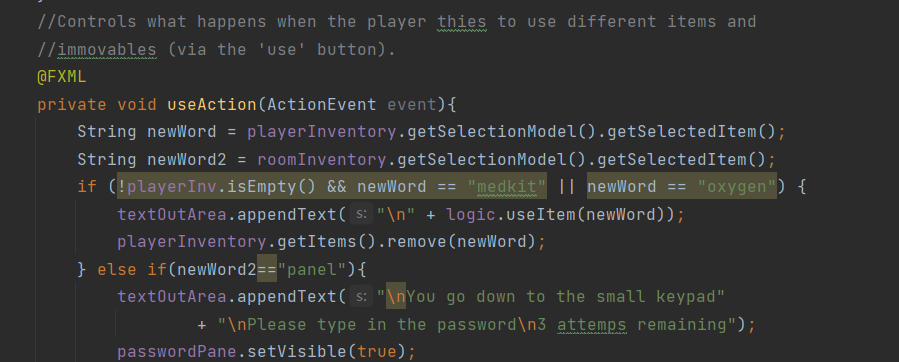 //Controls what happens when the player thies to use different items and
//immovables (via the 'use' button).
@FXML
private void useAction(ActionEvent event){
String newWord = playerInventory.getSelectionModel().getSelectedItem();
String newWord2 = roomInventory.getSelectionModel().getSelectedItem();
if (!playerInv.isEmpty() && newWord == "medkit" || newWord == "oxygen") {
textOutArea.appendText( s: "\n" + logic.useItem(newWord));
playerInventory.getItems().remove(newWord);
} else if(newWord2=="panel"){
textOutArea.appendText( s: "\nYou go down to the small keypad"
+ "\nPlease type in the password\n3 attemps remaining");
passwordPane.setVisible(true);